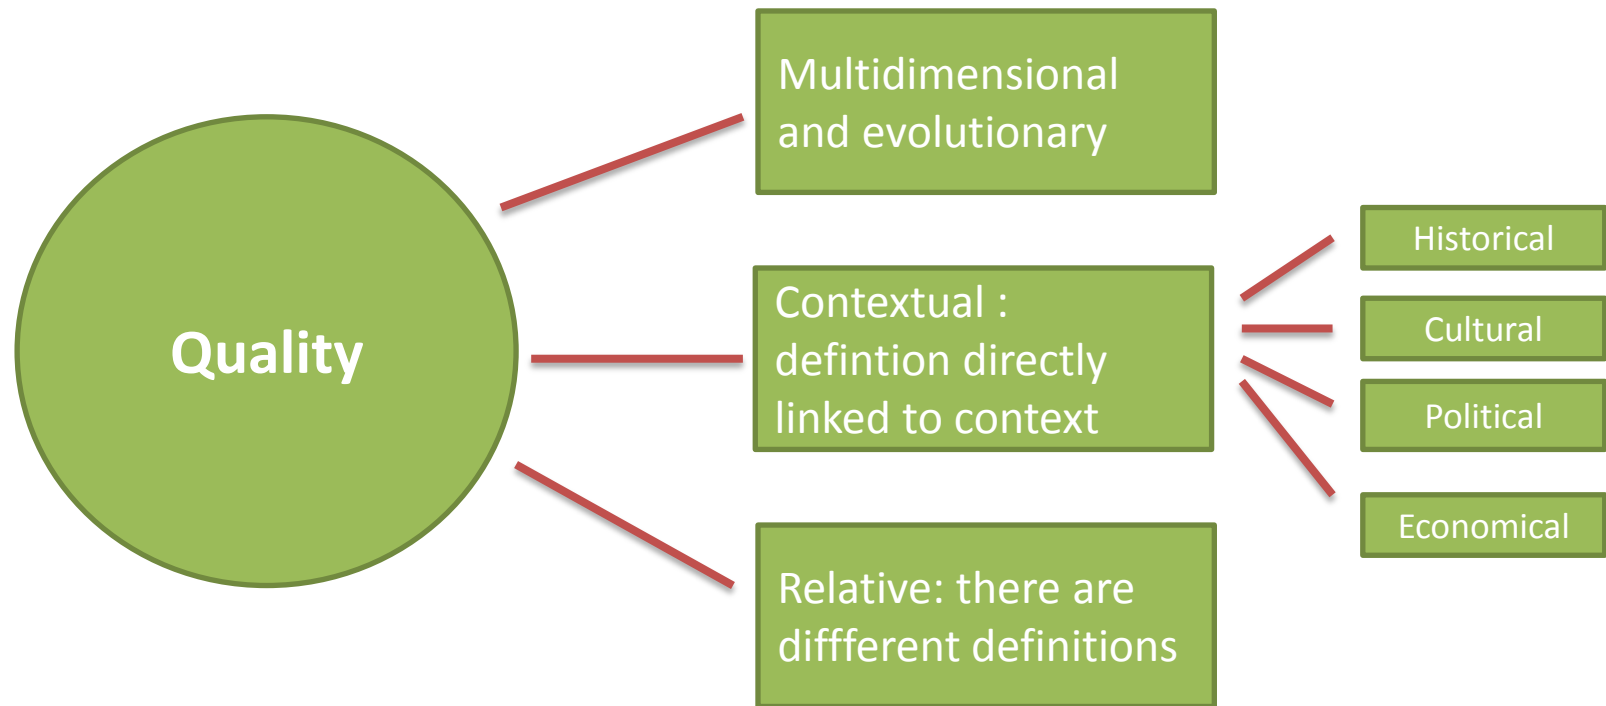 Quality
Multidimensional
and evolutionary
Contextual :
defintion directly
linked to context
Historical
Cultural
Political
Economical
Relative: there are
diffferent definitions